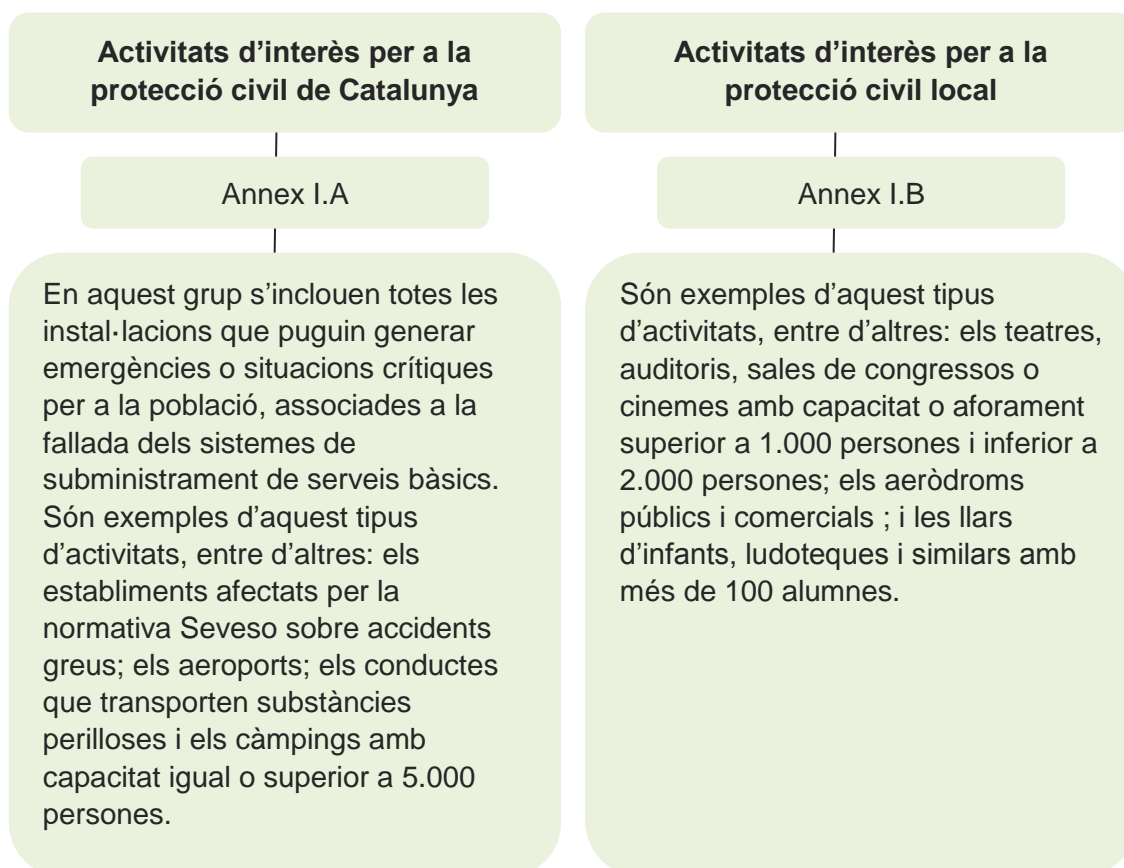 Activitats d’interès per a la
protecció civil de Catalunya
Annex I.A
En aquest grup s’inclouen totes les
instal·lacions que puguin generar
emergències o situacions crítiques
per a la població, associades a la
fallada dels sistemes de
subministrament de serveis bàsics.
Són exemples d’aquest tipus
d’activitats, entre d’altres: els
establiments afectats per la
normativa Seveso sobre accidents
greus; els aeroports; els conductes
que transporten substàncies
perilloses i els càmpings amb
capacitat igual o superior a 5.000
persones.
Activitats d’interès per a la
protecció civil local
Annex I.B
Són exemples d’aquest tipus
d’activitats, entre d’altres: els teatres,
auditoris, sales de congressos o
cinemes amb capacitat o aforament
superior a 1.000 persones i inferior a
2.000 persones; els aeròdroms
públics i comercials ; i les llars
d’infants, ludoteques i similars amb
més de 100 alumnes.